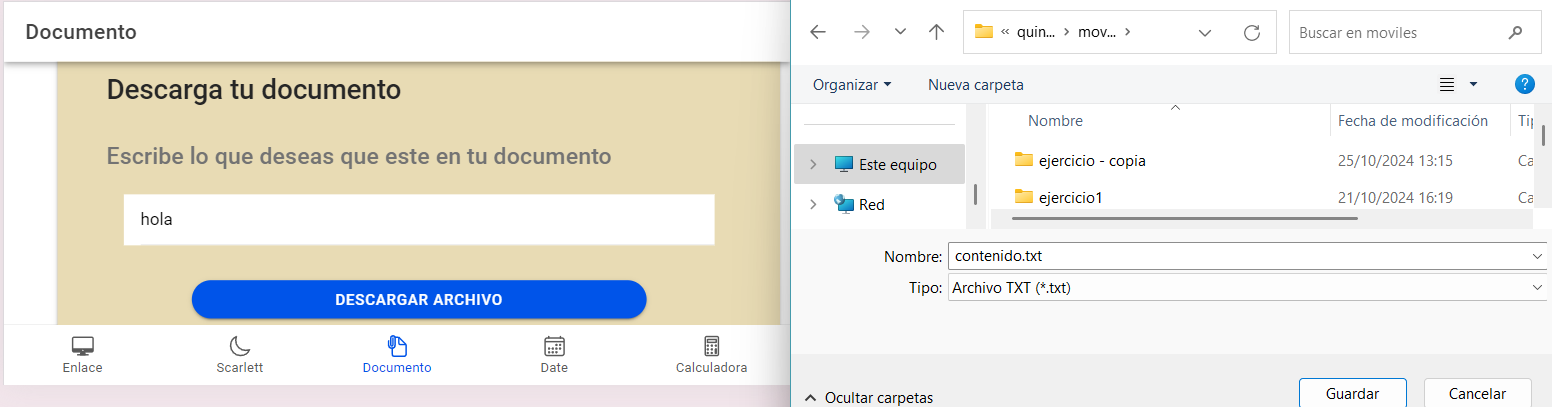 Documento
Descarga tu documento
Escribe lo que deseas que este en tu documento
hola
DESCARGAR ARCHIVO
Enlace
Scarlett
Documento
Date
Calculadora
« quin... › mov... ›
Buscar en moviles
Organizar
Nueva carpeta
?
Nombre Fecha de modificación Tip
Este equipo
Red
ejercicio - copia 25/10/2024 13:15 Ca
ejercicio1 21/10/2024 16:19 Ca
Nombre: contenido.txt
Tipo: Archivo TXT (*.txt)
Ocultar carpetas
Guardar
Cancelar